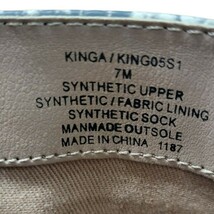 KINGA / KING05S1
7M
SYNTHETIC UPPER
SYNTHETIC / FABRIC LINING
SYNTHETIC SOCK
MANMADE OUTSOLE
MADE IN CHINA 1187